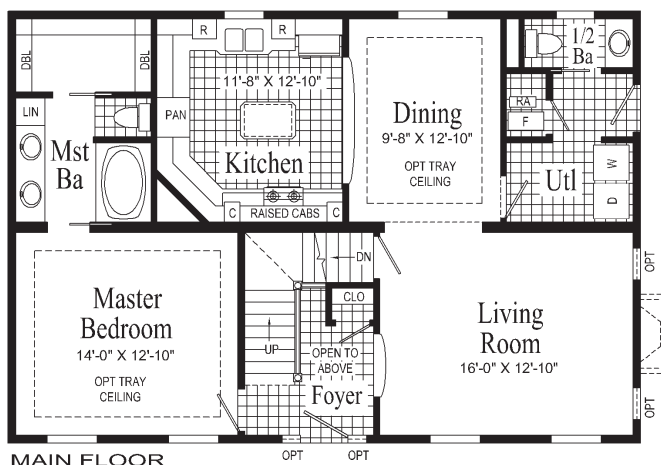 DBL
DBL
LIN
Mst
Ba
PAN
R
R
11'-8" X 12'-10"
Kitchen
C
RAISED CABS
C
Dining
9'-8" X 12'-10"
OPT TRAY
CEILING
1/2
Ba
RA
F
Utl
W
D
Master
Bedroom
14'-0" X 12'-10"
OPT TRAY
CEILING
DN
CLO
UP
OPEN TO
ABOVE
Foyer
Living
Room
16'-0" X 12'-10"
OPT
OPT
OPT
OPT
MAIN FLOOR